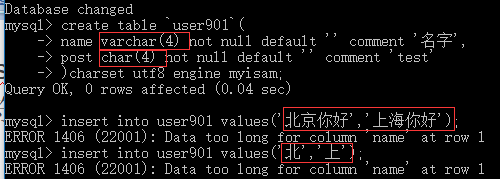 Database changed
mysql> create table `user901`(
    -> name varchar(4) not null default '' comment '名字',
    -> post char(4) not null default '' comment 'test'
    -> )charset utf8 engine myisam;
Query OK, 0 rows affected (0.04 sec)
mysql> insert into user901 values('北京你好','上海你好');
ERROR 1406 (22001): Data too long for column 'name' at row 1
mysql> insert into user901 values('北','上');
ERROR 1406 (22001): Data too long for column 'name' at row 1